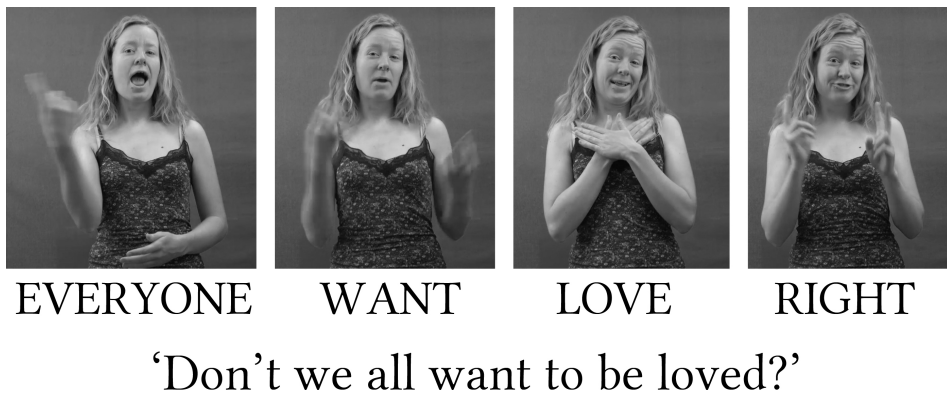 EVERYONE WANT LOVE RIGHT
‘Don’t we all want to be loved?’